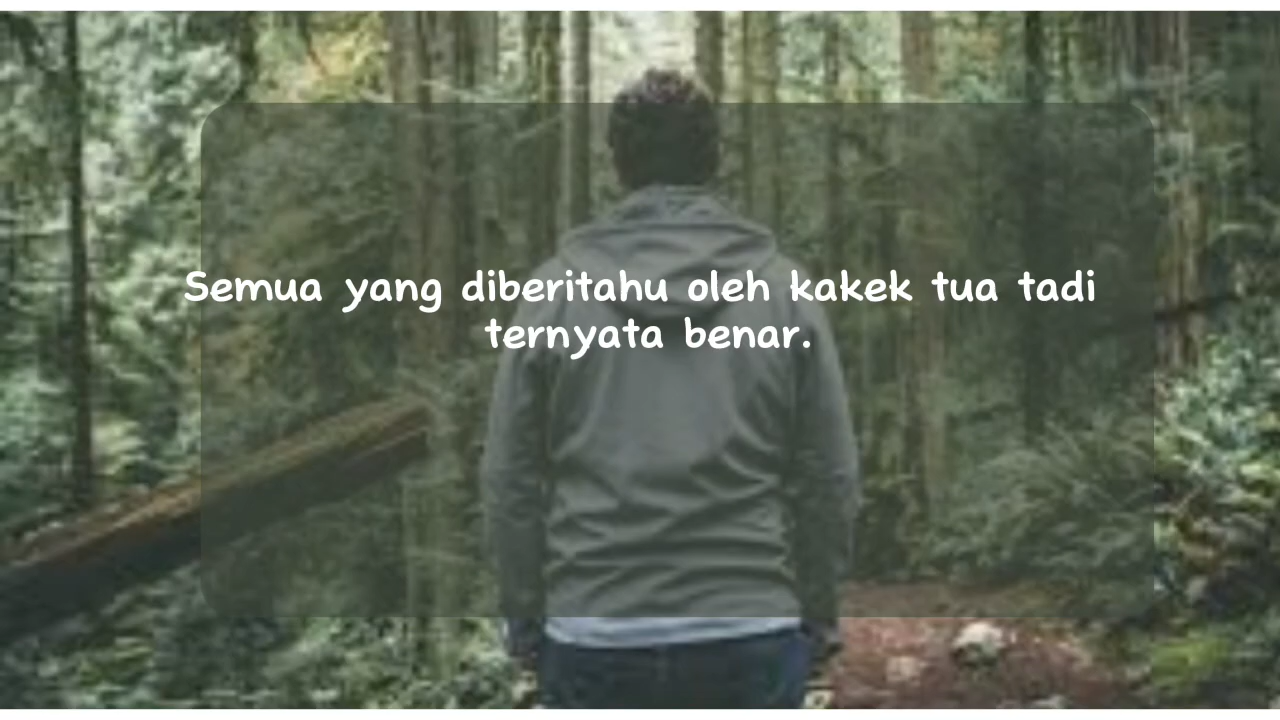 Semua yang diberitahu oleh kakek tua tadi
ternyata benar.